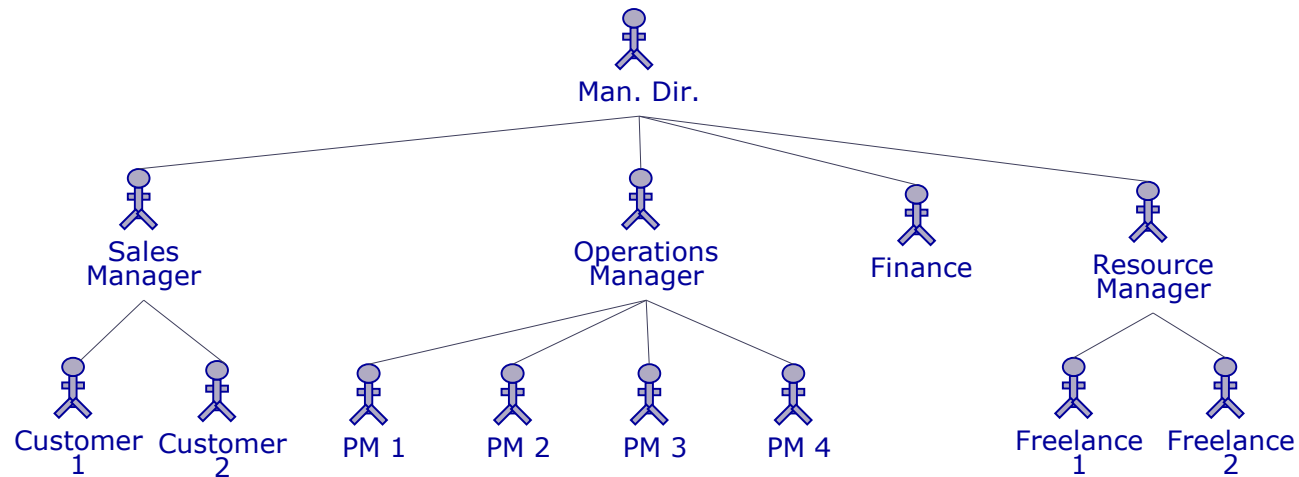 Man. Dir.
Sales
Manager
Operations
Manager
Finance
Resource
Manager
Customer
1
Customer
2
PM 1
PM 2
PM 3
PM 4
Freelance
1
Freelance
2